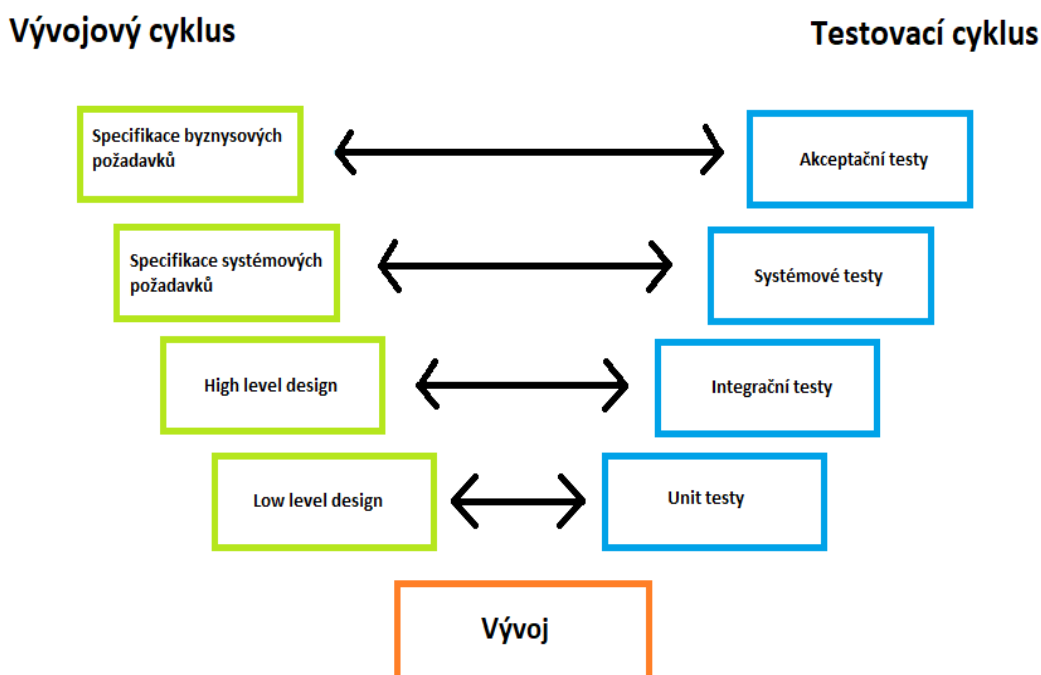 Vývojový cyklus
Testovací cyklus
Specifikace byznysových
požadavků
Akceptační testy
Specifikace systémových
požadavků
Systémové testy
High level design
Integrační testy
Low level design
Unit testy
Vývoj